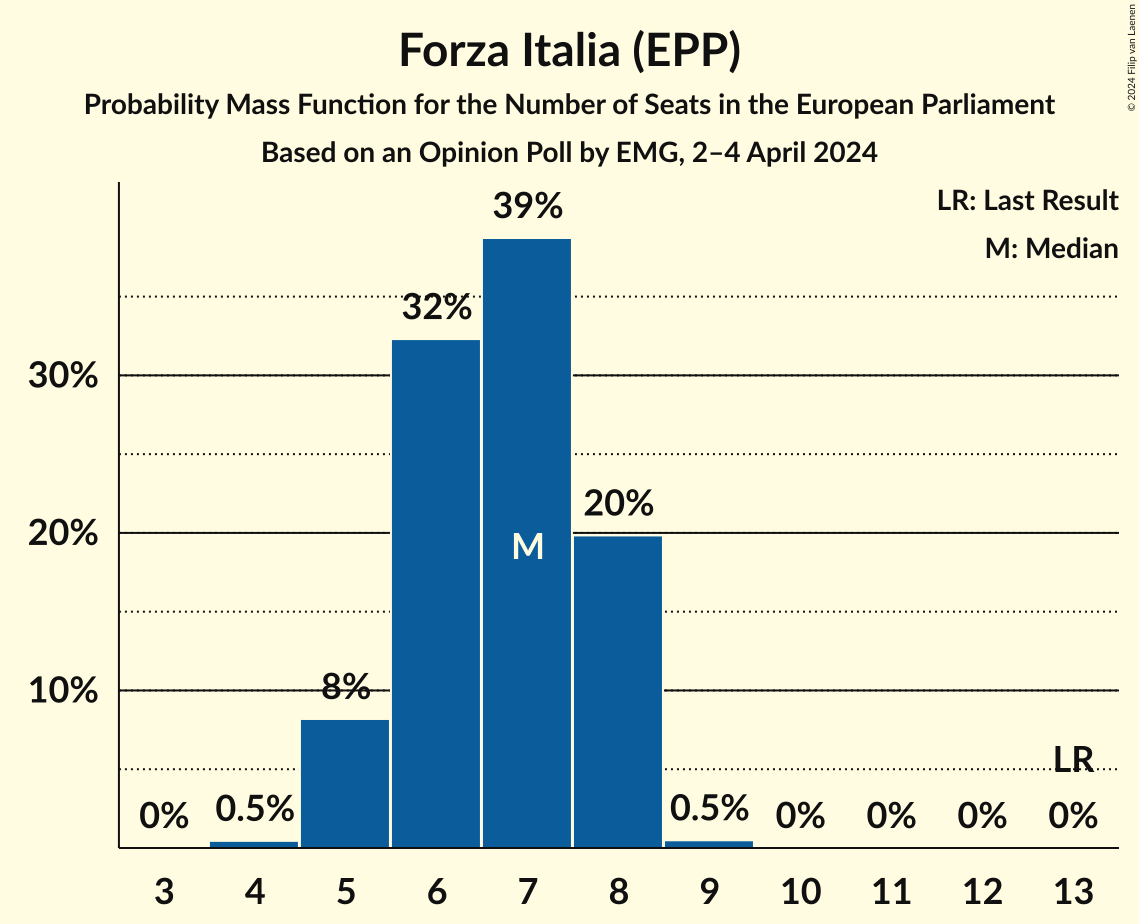 Forza Italia (EPP)
Probability Mass Function for the Number of Seats in the European Parliament
Based on an Opinion Poll by EMG, 2–4 April 2024
© 2024 Filip van Laenen
LR: Last Result
M: Median
39%
32%
30%
20%
20%
M
10%
8%
LR
0%
0.5%
0.5%
0%
0%
0%
0%
3 4 5 6 7 8 9 10 11 12 13